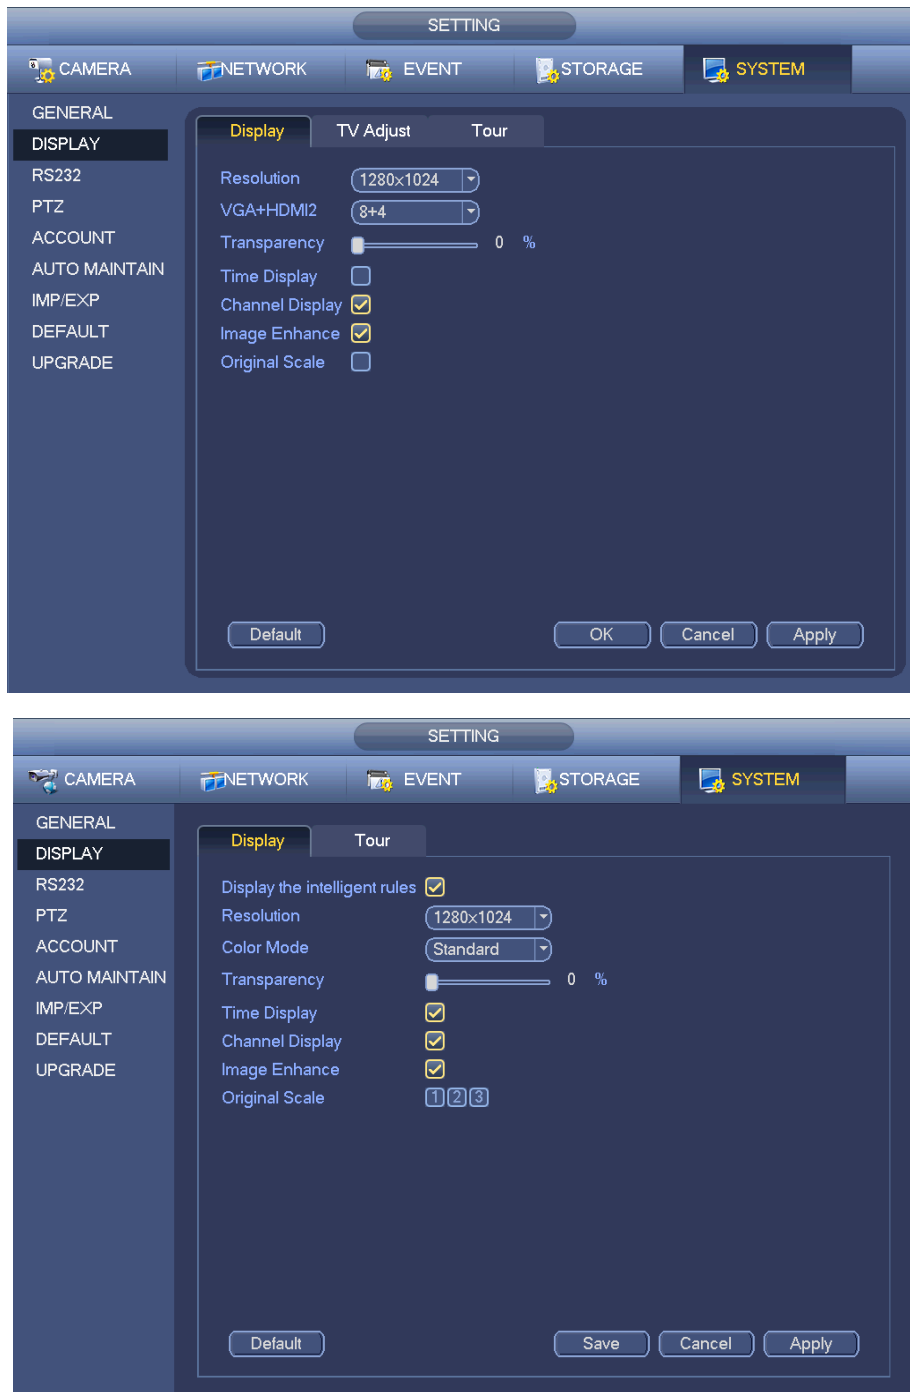 SETTING
CAMERA NETWORK EVENT STORAGE SYSTEM
GENERAL
DISPLAY
RS232
PTZ
ACCOUNT
AUTO MAINTAIN
IMP/EXP
DEFAULT
UPGRADE
Display TV Adjust Tour
Resolution 1280×1024
VGA+HDMI2 8+4
Transparency 0 %
Time Display
Channel Display
Image Enhance
Original Scale
Default OK Cancel Apply
SETTING
CAMERA NETWORK EVENT STORAGE SYSTEM
GENERAL
DISPLAY
RS232
PTZ
ACCOUNT
AUTO MAINTAIN
IMP/EXP
DEFAULT
UPGRADE
Display Tour
Display the intelligent rules
Resolution 1280×1024
Color Mode Standard
Transparency 0 %
Time Display
Channel Display
Image Enhance
Original Scale 1 2 3
Default Save Cancel Apply